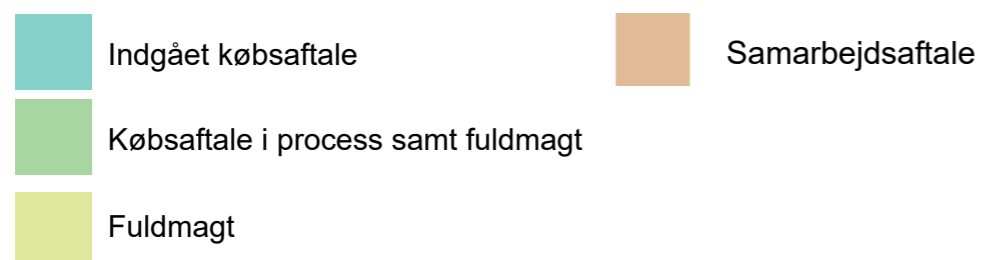 Indgået købsaftale
Samarbejdsaftale
Købsaftale i process samt fuldmagt
Fuldmagt